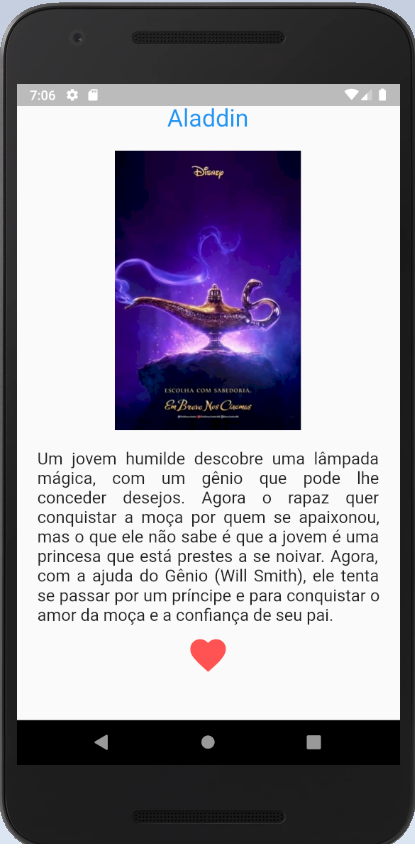 7:06
Aladdin
Disney
ESCOLHA COM SABEDORIA.
Em Breve Nos Cinemas
Um jovem humilde descobre uma lâmpada
mágica, com um gênio que pode lhe
conceder desejos. Agora o rapaz quer
conquistar a moça por quem se apaixonou,
mas o que ele não sabe é que a jovem é uma
princesa que está prestes a se noivar. Agora,
com a ajuda do Gênio (Will Smith), ele tenta
se passar por um príncipe e para conquistar o
amor da moça e a confiança de seu pai.